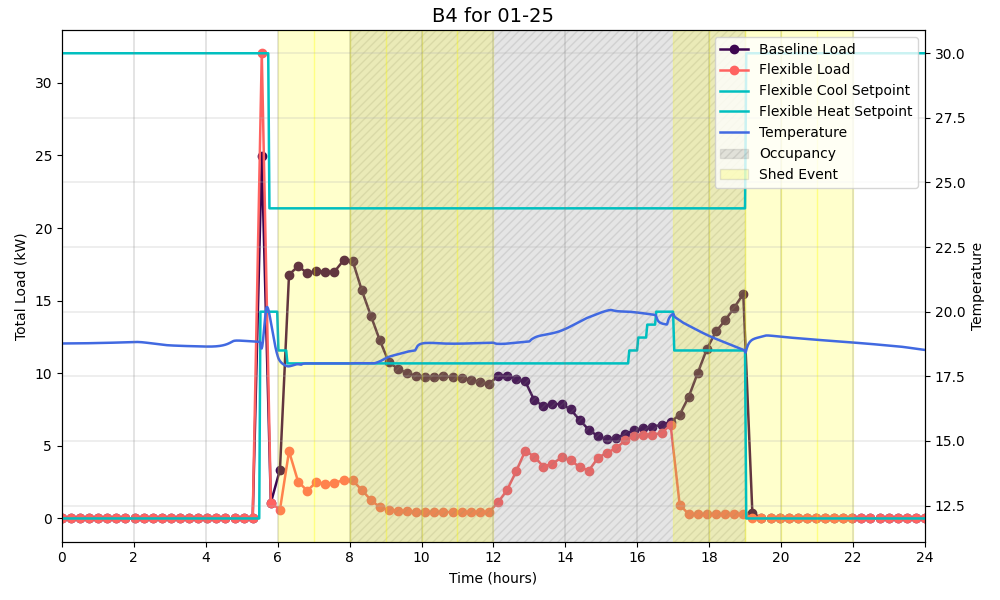 B4 for 01-25
Total Load (kW)
30
25
20
15
10
5
0
30.0
27.5
25.0
22.5
20.0
17.5
15.0
12.5
Temperature
Baseline Load
Flexible Load
Flexible Cool Setpoint
Flexible Heat Setpoint
Temperature
Occupancy
Shed Event
0 2 4 6 8 10 12 14 16 18 20 22 24
Time (hours)